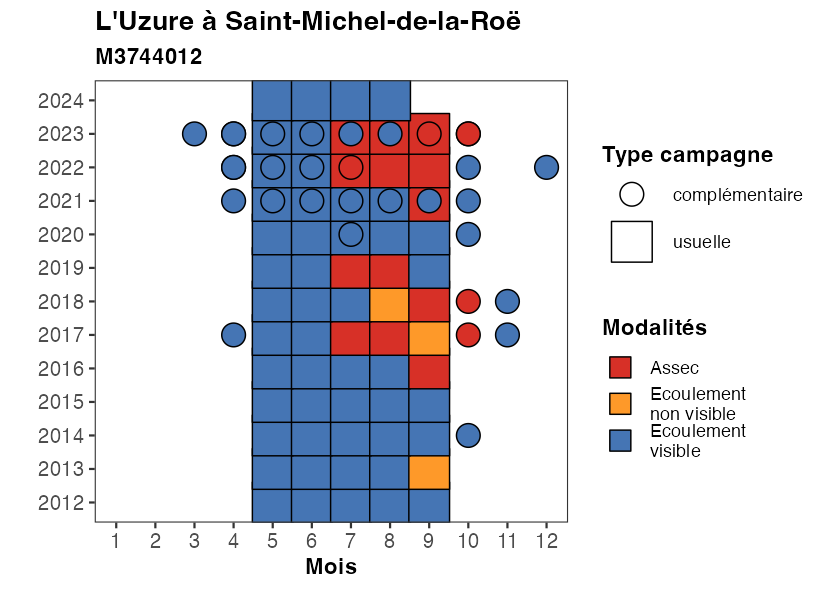 L'Uzure à Saint-Michel-de-la-Roë
M3744012
2024
2023
2022
2021
2020
2019
2018
2017
2016
2015
2014
2013
2012
1 2 3 4 5 6 7 8 9 10 11 12
Mois
Type campagne
complémentaire
usuelle
Modalités
Assec
Ecoulement
non visible
Ecoulement
visible